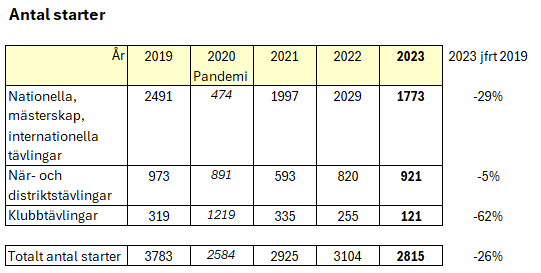 Antal starter
År 2019 2020 2021 2022 2023 2023 jfrt 2019
Pandemi
Nationella, 2491 474 1997 2029 1773 -29%
mästerskap,
internationella
tävlingar
När- och 973 891 593 820 921 -5%
distriktstävlingar
Klubbtävlingar 319 1219 335 255 121 -62%
Totalt antal starter 3783 2584 2925 3104 2815 -26%